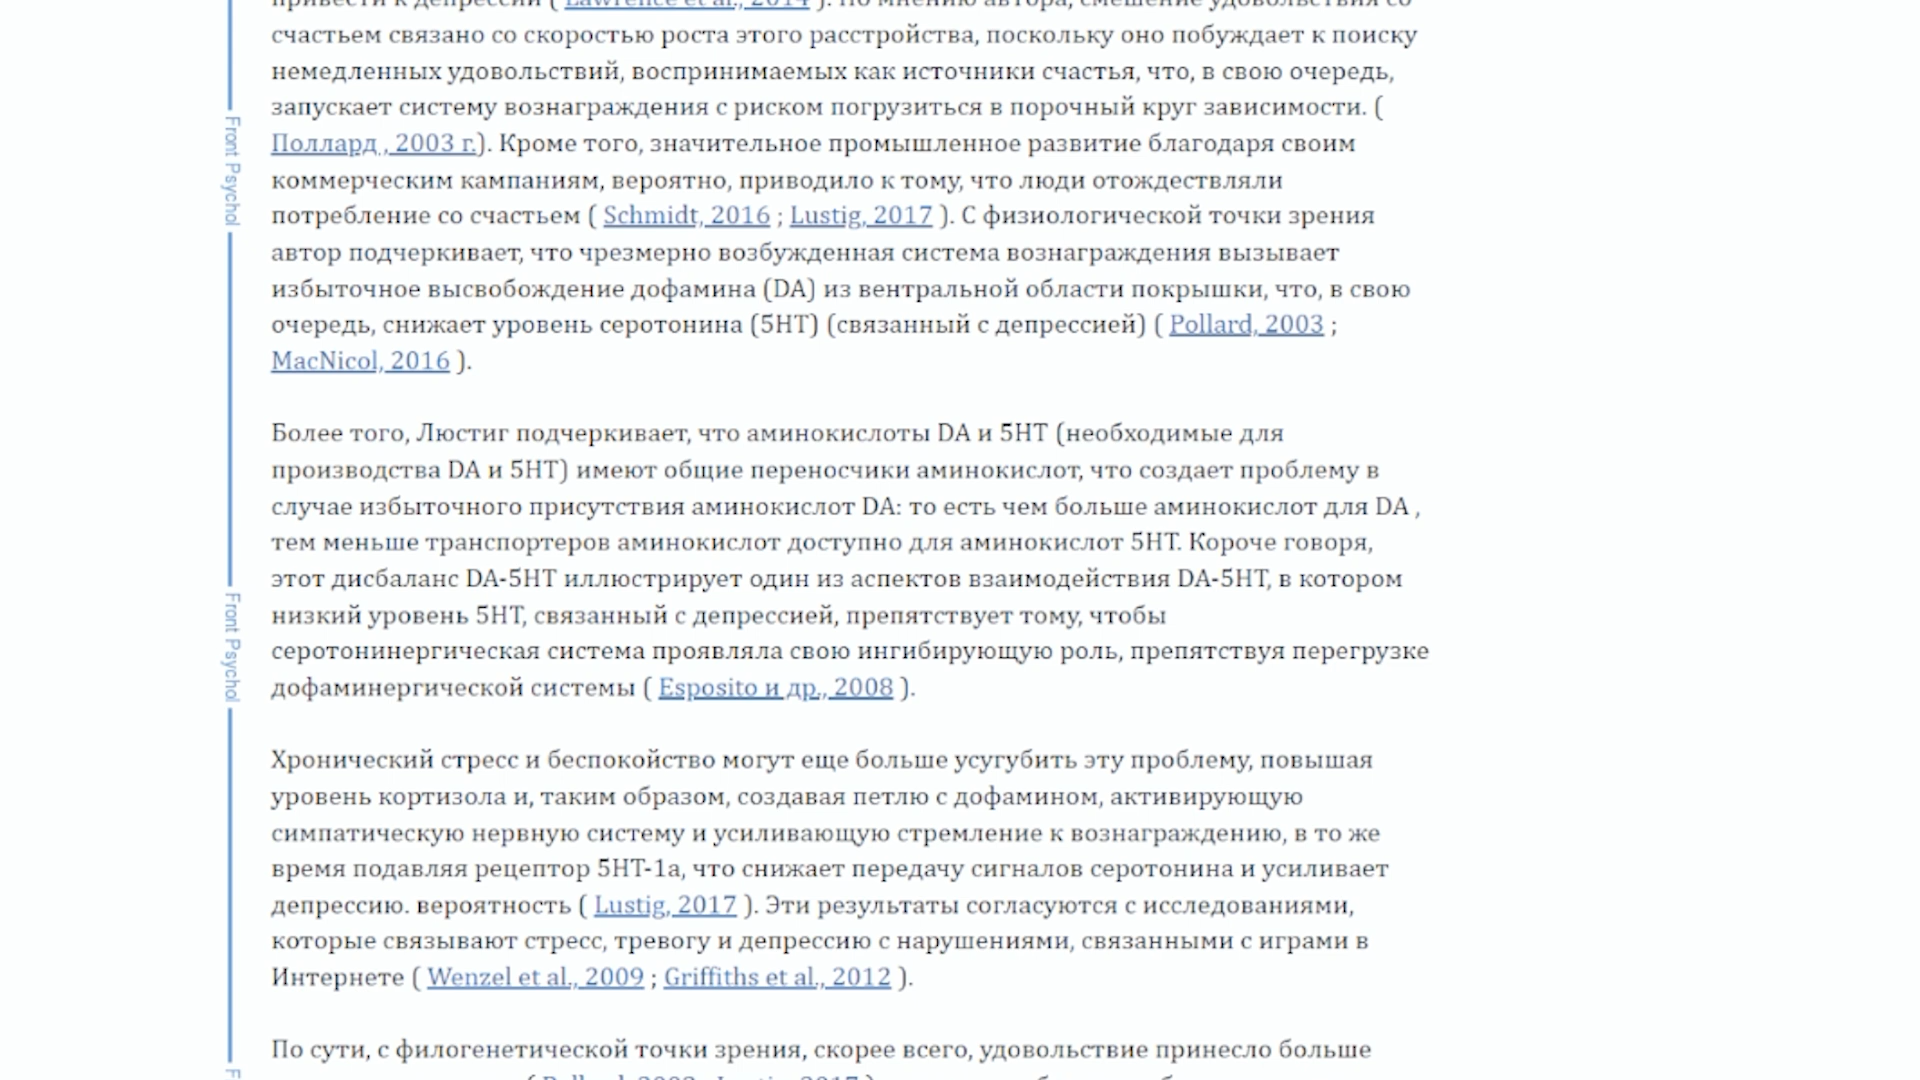 привести к депрессии ( Lawrence et al., 2014 ). По мнению автора, смешение удовольствия со
счастьем связано со скоростью роста этого расстройства, поскольку оно побуждает к поиску
немедленных удовольствий, воспринимаемых как источники счастья, что, в свою очередь,
запускает систему вознаграждения с риском погрузиться в порочный круг зависимости. (
Поллард , 2003 г.). Кроме того, значительное промышленное развитие благодаря своим
коммерческим кампаниям, вероятно, приводило к тому, что люди отождествляли
потребление со счастьем ( Schmidt, 2016 ; Lustig, 2017 ). С физиологической точки зрения
автор подчеркивает, что чрезмерно возбужденная система вознаграждения вызывает
избыточное высвобождение дофамина (DA) из вентральной области покрышки, что, в свою
очередь, снижает уровень серотонина (5HT) (связанный с депрессией) ( Pollard, 2003 ;
MacNicol, 2016 ).
Более того, Люстиг подчеркивает, что аминокислоты DA и 5HT (необходимые для
производства DA и 5HT) имеют общие переносчики аминокислот, что создает проблему в
случае избыточного присутствия аминокислот DA: то есть чем больше аминокислот для DA ,
тем меньше транспортеров аминокислот доступно для аминокислот 5HT. Короче говоря,
этот дисбаланс DA-5HT иллюстрирует один из аспектов взаимодействия DA-5HT, в котором
низкий уровень 5HT, связанный с депрессией, препятствует тому, чтобы
серотонинергическая система проявляла свою ингибирующую роль, препятствуя перегрузке
дофаминергической системы ( Esposito и др., 2008 ).
Хронический стресс и беспокойство могут еще больше усугубить эту проблему, повышая
уровень кортизола и, таким образом, создавая петлю с дофамином, активирующую
симпатическую нервную систему и усиливающую стремление к вознаграждению, в то же
время подавляя рецептор 5HT-1a, что снижает передачу сигналов серотонина и усиливает
депрессию. вероятность ( Lustig, 2017 ). Эти результаты согласуются с исследованиями,
которые связывают стресс, тревогу и депрессию с нарушениями, связанными с играми в
Интернете ( Wenzel et al., 2009 ; Griffiths et al., 2012 ).
По сути, с филогенетической точки зрения, скорее всего, удовольствие принесло больше
Front Psychol
Front Psychol